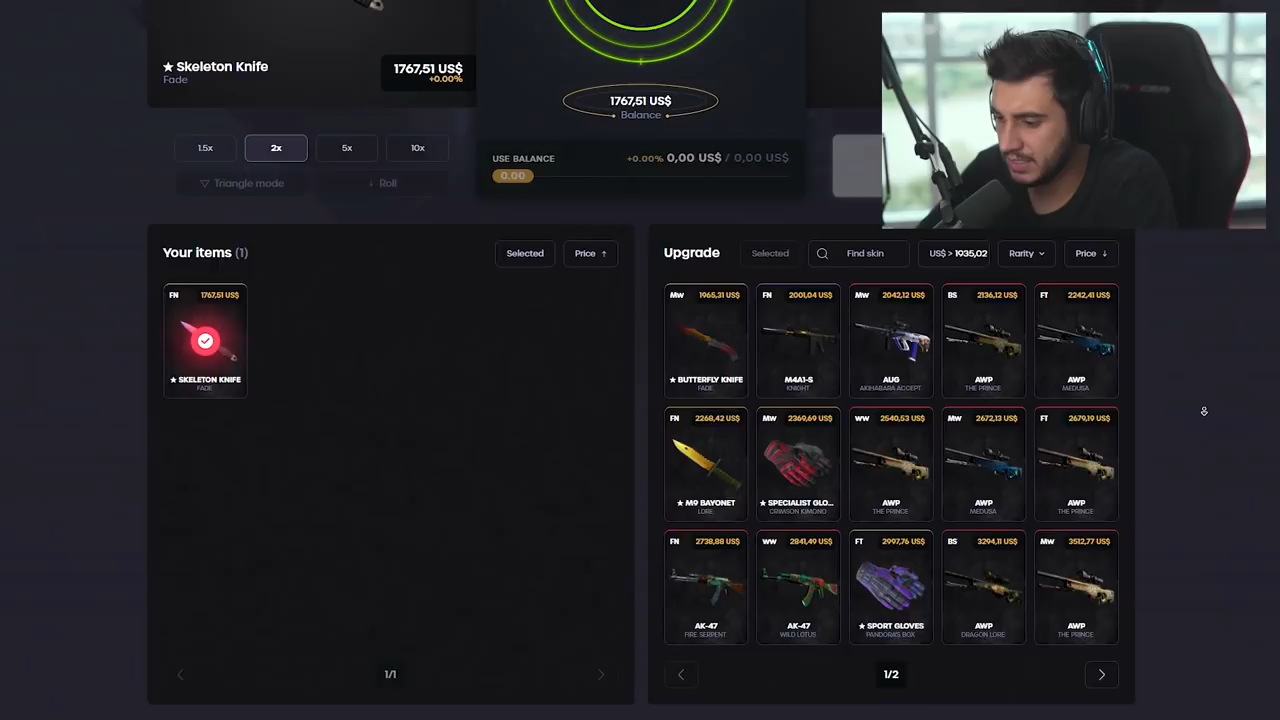 ★ Skeleton Knife
Fade
1767,51 US$
+0.00%
1767,51 US$
Balance
1.5x
2x
5x
10x
▽ Triangle mode
↓ Roll
USE BALANCE
+0.00% 0,00 US$ / 0,00 US$
0.00
Your items (1)
Selected
Price ↑
FN 1767,51 US$
★ SKELETON KNIFE
FADE
1/1
Upgrade
Selected
Find skin
US$ > 1935,02
Rarity
Price ↓
MW 1965,31 US$
★ BUTTERFLY KNIFE
FADE
FN 2001,04 US$
M4A1-S
KNIGHT
MW 2042,12 US$
AUG
AKIHABARA ACCEPT
BS 2136,12 US$
AWP
THE PRINCE
FT 2242,41 US$
AWP
MEDUSA
FN 2268,42 US$
★ M9 BAYONET
LORE
MW 2369,69 US$
★ SPECIALIST GLO...
CRIMSON KIMONO
WW 2540,53 US$
AWP
THE PRINCE
MW 2672,13 US$
AWP
MEDUSA
FT 2679,19 US$
AWP
THE PRINCE
FN 2738,88 US$
AK-47
FIRE SERPENT
WW 2841,49 US$
AK-47
WILD LOTUS
FT 2997,76 US$
★ SPORT GLOVES
PANDORA'S BOX
BS 3294,11 US$
AWP
DRAGON LORE
MW 3512,77 US$
AWP
THE PRINCE
1/2